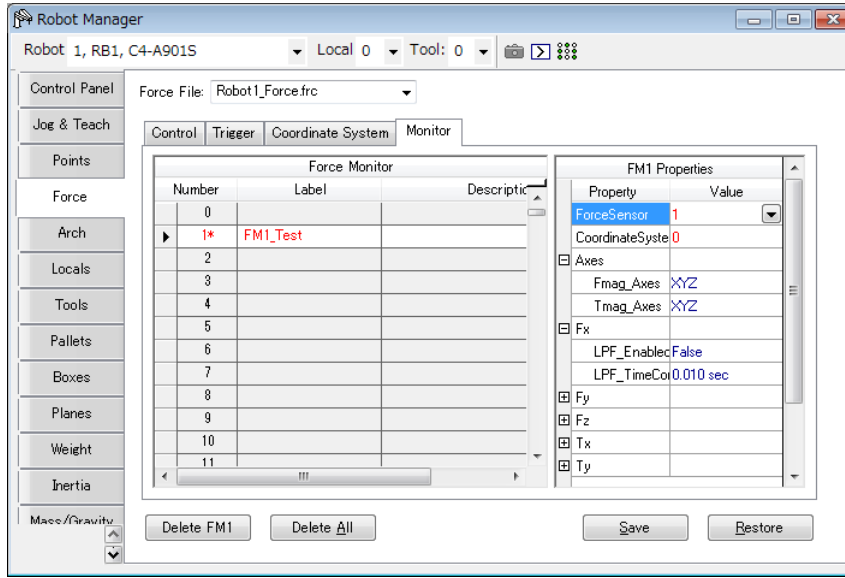 Robot Manager
Robot 1, RB1, C4-A901S Local 0 Tool: 0
Control Panel
Jog & Teach
Points
Force
Arch
Locals
Tools
Pallets
Boxes
Planes
Weight
Inertia
Mass/Gravity
Force File: Robot1_Force.frc
Control Trigger Coordinate System Monitor
Force Monitor
Number Label Descriptic
0
1* FM1_Test
2
3
4
5
6
7
8
9
10
11
FM1 Properties
Property Value
ForceSensor 1
CoordinateSyste 0
Axes
Fmag_Axes XYZ
Tmag_Axes XYZ
Fx
LPF_Enablec False
LPF_TimeCoi 0.010 sec
Fy
Fz
Tx
Ty
Delete FM1 Delete All Save Restore